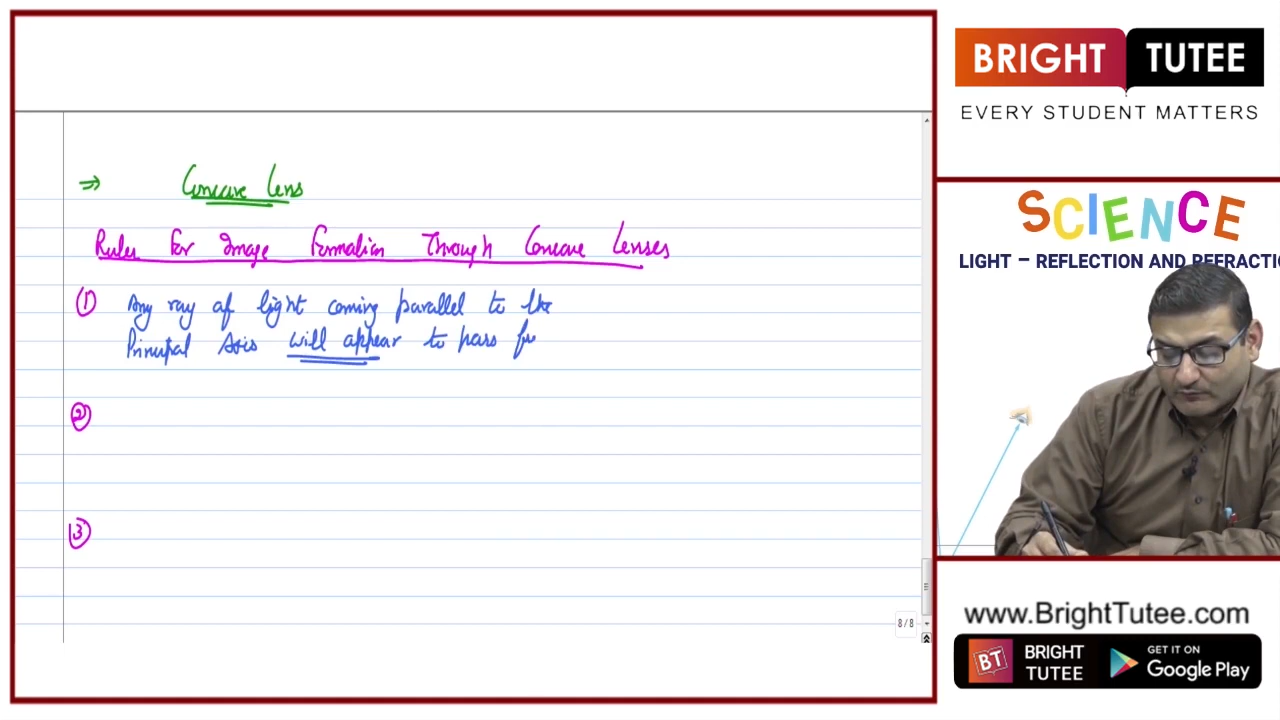 ⇒ Concave Lens
Rules For Image Formation Through Concave Lenses
① Any ray of light coming parallel to the
Principal Axis will appear to pass fr
②
③
8/8
BRIGHT TUTEE
EVERY STUDENT MATTERS
SCIENCE
LIGHT – REFLECTION AND REFRACTI
www.BrightTutee.com
BT BRIGHT TUTEE
GET IT ON
Google Play